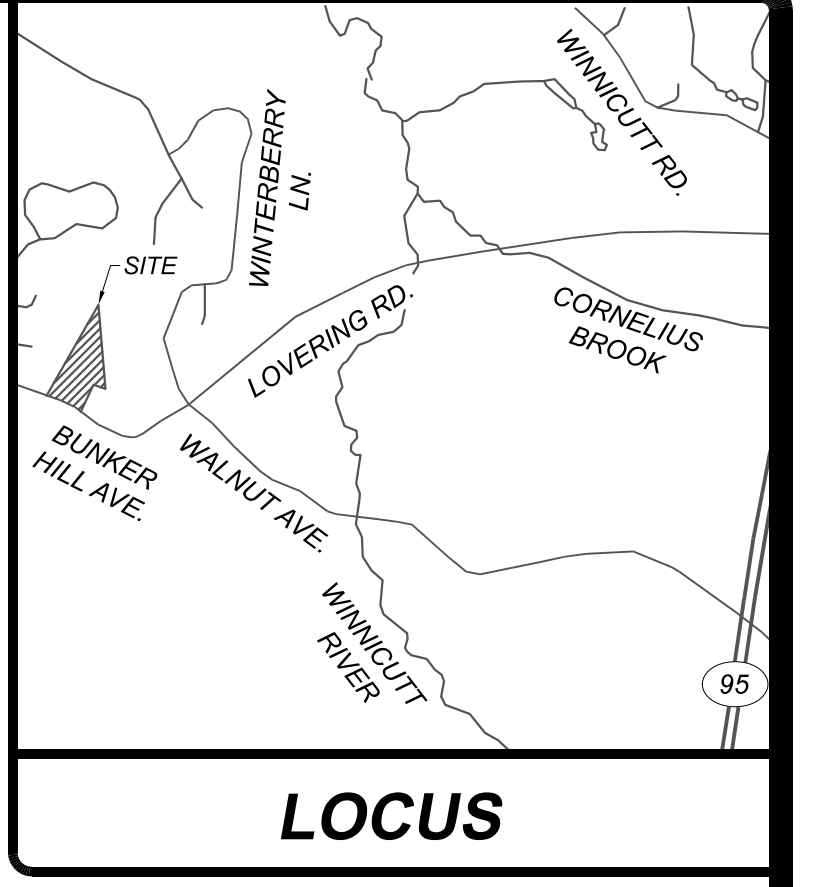 WINNICUTT RD.
WINTERBERRY
LN.
SITE
LOVERING RD.
CORNELIUS
BROOK
BUNKER
HILL AVE.
WALNUT AVE.
WINNICUTT
RIVER
95
LOCUS